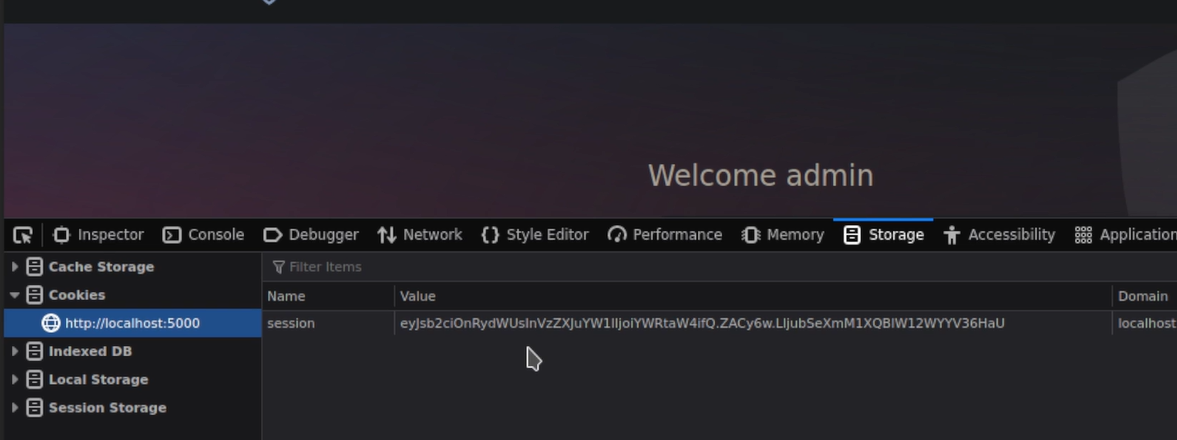 Welcome admin
Inspector Console Debugger Network Style Editor Performance Memory Storage Accessibility Application
Cache Storage
Filter Items
Cookies
Name Value Domain
http://localhost:5000
session eyJsb2ciOnRydWUsInVzZXJuYW1lIjoiYWRtaW4ifQ.ZACy6w.LIjubSeXmM1XQBlW12WYYV36HaU localhost
Indexed DB
Local Storage
Session Storage